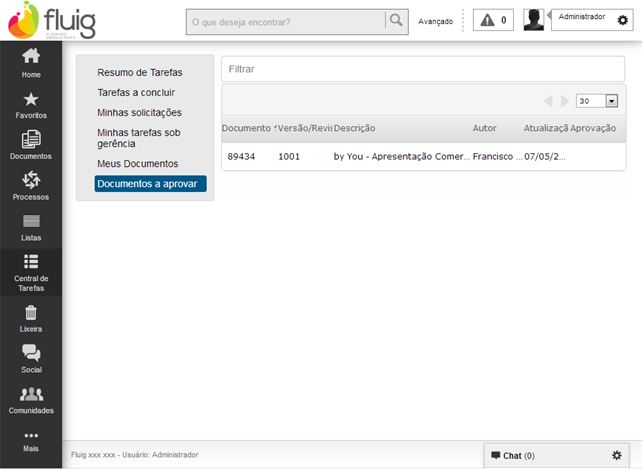 fluig
O que deseja encontrar?
Avançado
0
Administrador
Home
Favoritos
Documentos
Processos
Listas
Central de
Tarefas
Lixeira
Social
Comunidades
Mais
Resumo de Tarefas
Tarefas a concluir
Minhas solicitações
Minhas tarefas sob
gerência
Meus Documentos
Documentos a aprovar
Filtrar
30
Documento Versão/Revis Descrição Autor Atualizaçã Aprovação
89434 1001 by You - Apresentação Comer... Francisco ... 07/05/2...
Fluig xxx xxx - Usuário: Administrador
Chat (0)